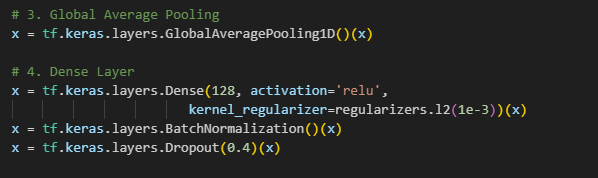 # 3. Global Average Pooling
x = tf.keras.layers.GlobalAveragePooling1D()(x)
# 4. Dense Layer
x = tf.keras.layers.Dense(128, activation='relu',
kernel_regularizer=regularizers.l2(1e-3))(x)
x = tf.keras.layers.BatchNormalization()(x)
x = tf.keras.layers.Dropout(0.4)(x)